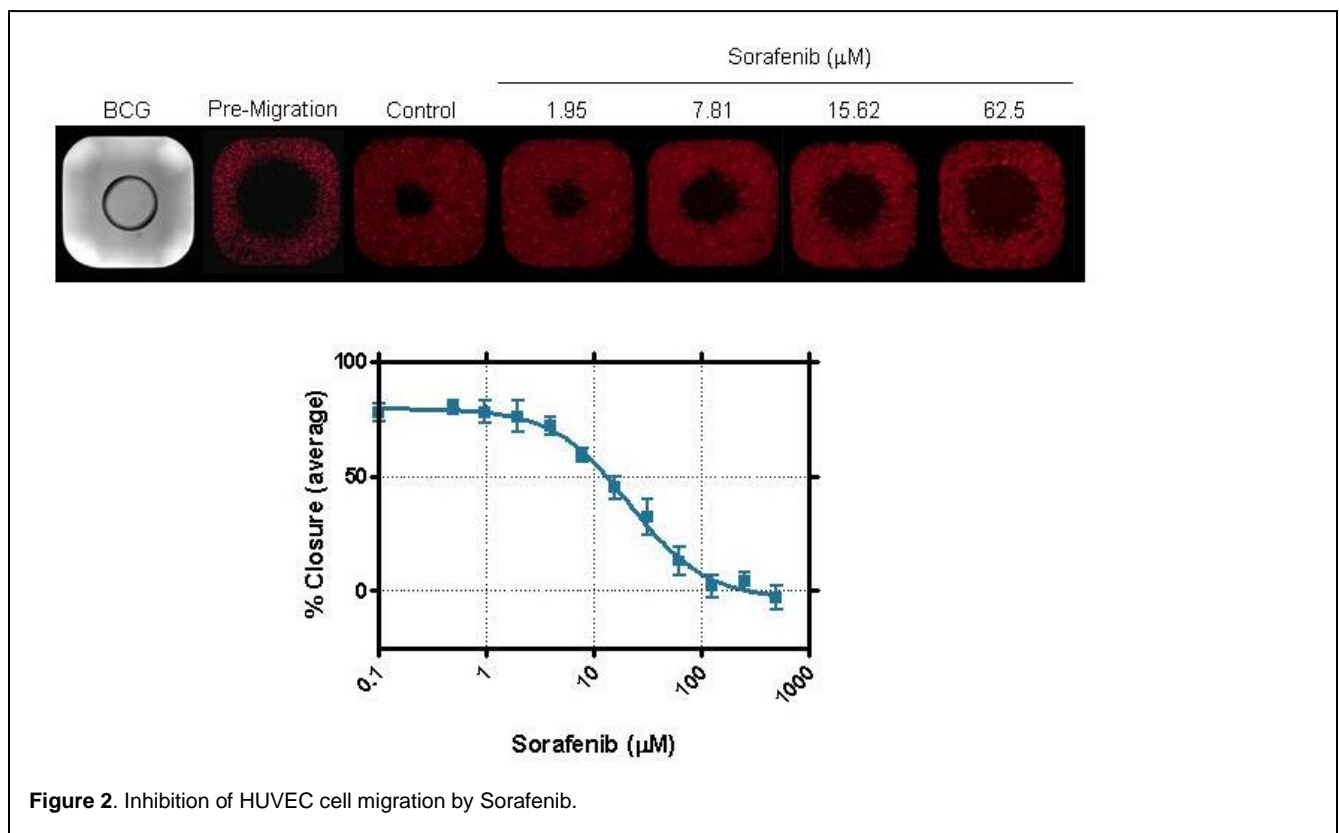 Sorafenib (µM)
BCG Pre-Migration Control 1.95 7.81 15.62 62.5
100
50
0
% Closure (average)
0.1 1 10 100 1000
Sorafenib (µM)
Figure 2. Inhibition of HUVEC cell migration by Sorafenib.